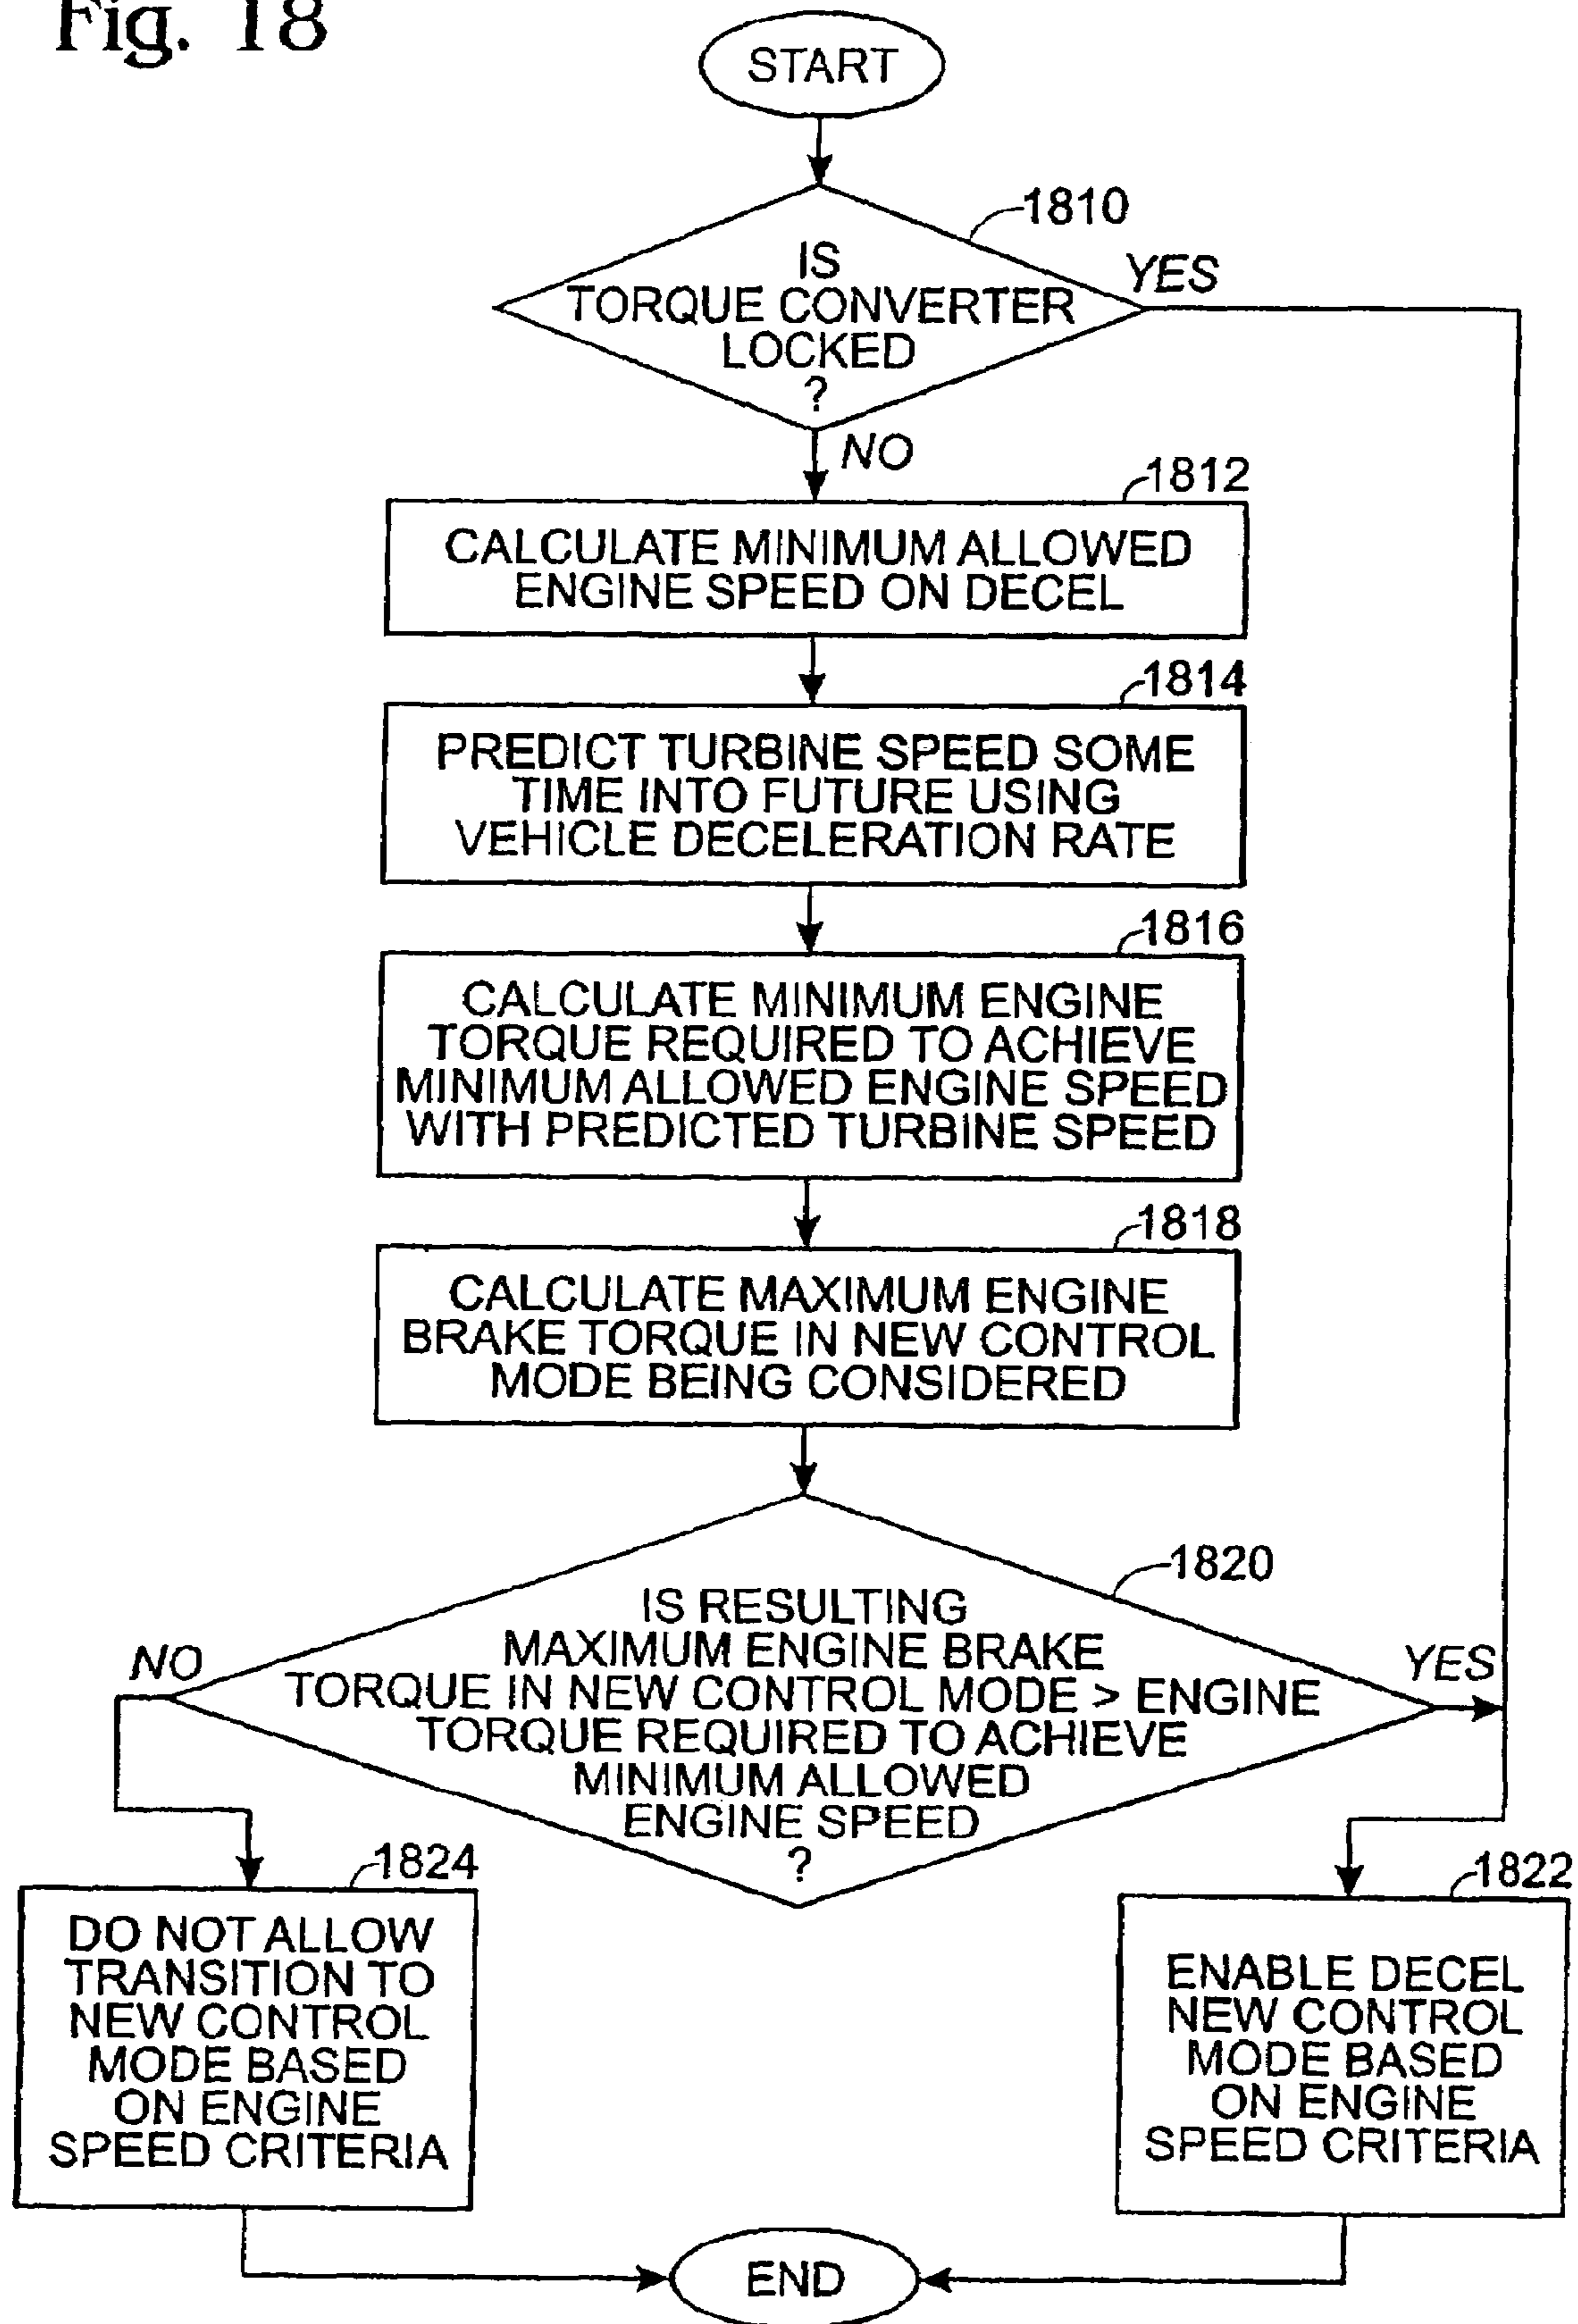 Fig. 18
START
1810
IS
TORQUE CONVERTER
LOCKED
?
YES
NO
1812
CALCULATE MINIMUM ALLOWED
ENGINE SPEED ON DECEL
1814
PREDICT TURBINE SPEED SOME
TIME INTO FUTURE USING
VEHICLE DECELERATION RATE
1816
CALCULATE MINIMUM ENGINE
TORQUE REQUIRED TO ACHIEVE
MINIMUM ALLOWED ENGINE SPEED
WITH PREDICTED TURBINE SPEED
1818
CALCULATE MAXIMUM ENGINE
BRAKE TORQUE IN NEW CONTROL
MODE BEING CONSIDERED
1820
IS RESULTING
MAXIMUM ENGINE BRAKE
TORQUE IN NEW CONTROL MODE > ENGINE
TORQUE REQUIRED TO ACHIEVE
MINIMUM ALLOWED
ENGINE SPEED
?
NO
YES
1824
DO NOT ALLOW
TRANSITION TO
NEW CONTROL
MODE BASED
ON ENGINE
SPEED CRITERIA
1822
ENABLE DECEL
NEW CONTROL
MODE BASED
ON ENGINE
SPEED CRITERIA
END